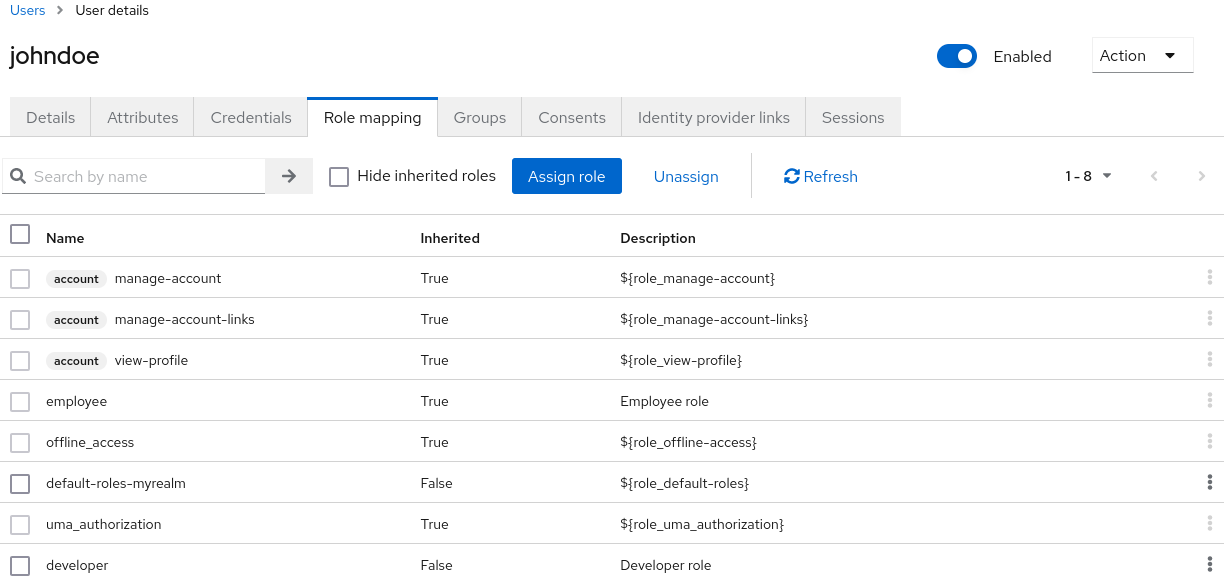 Users > User details
johndoe
Enabled
Action
Details Attributes Credentials Role mapping Groups Consents Identity provider links Sessions
Search by name Hide inherited roles Assign role Unassign Refresh 1 - 8
Name Inherited Description
account manage-account True ${role_manage-account}
account manage-account-links True ${role_manage-account-links}
account view-profile True ${role_view-profile}
employee True Employee role
offline_access True ${role_offline-access}
default-roles-myrealm False ${role_default-roles}
uma_authorization True ${role_uma_authorization}
developer False Developer role